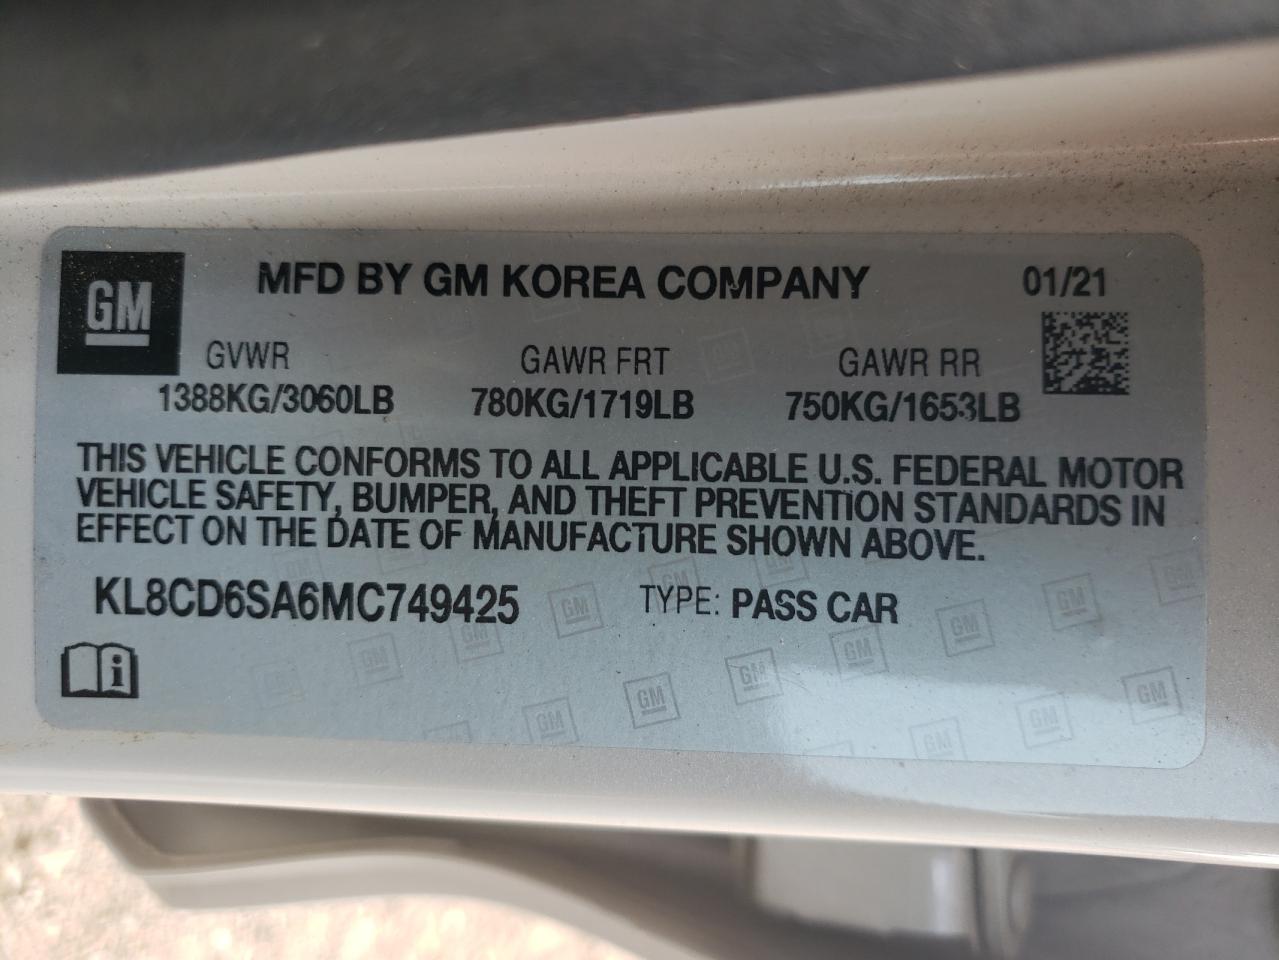 GM
MFD BY GM KOREA COMPANY 01/21
GVWR GAWR FRT GAWR RR
1388KG/3060LB 780KG/1719LB 750KG/1653LB
THIS VEHICLE CONFORMS TO ALL APPLICABLE U.S. FEDERAL MOTOR
VEHICLE SAFETY, BUMPER, AND THEFT PREVENTION STANDARDS IN
EFFECT ON THE DATE OF MANUFACTURE SHOWN ABOVE.
KL8CD6SA6MC749425 TYPE: PASS CAR
i